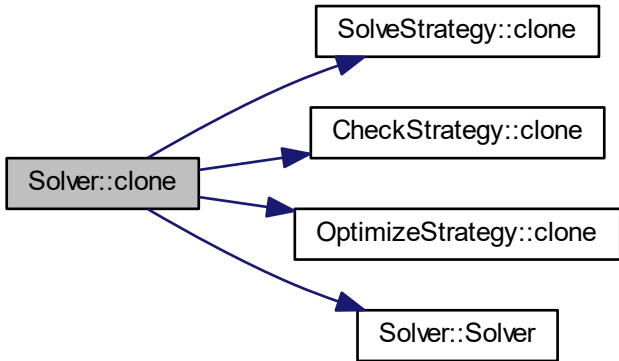 SolveStrategy::clone
CheckStrategy::clone
Solver::clone
OptimizeStrategy::clone
Solver::Solver